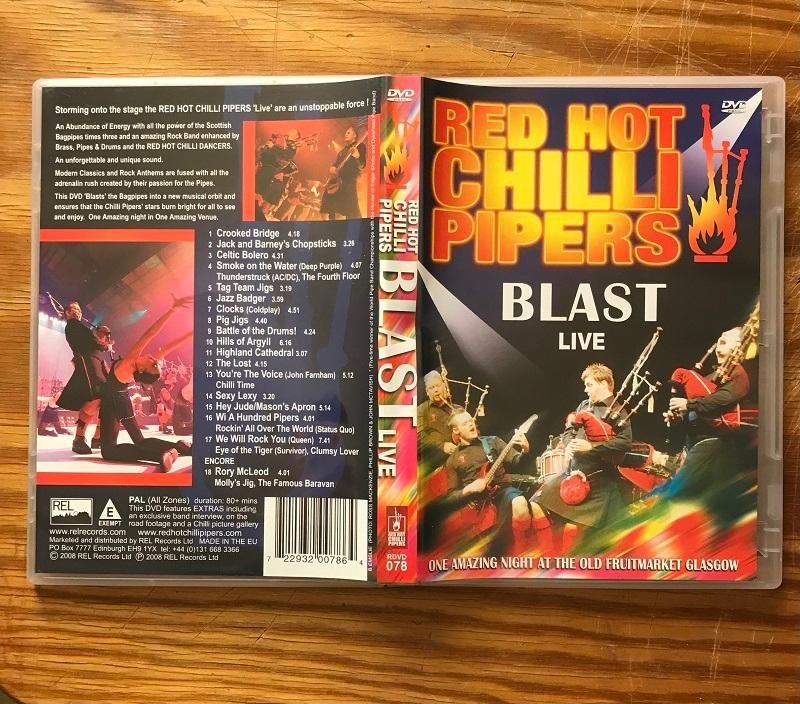 Storming onto the stage the RED HOT CHILLI PIPERS 'Live' are an unstoppable force !
An Abundance of Energy with all the power of the Scottish
Bagpipes times three and an amazing Rock Band enhanced by
Brass, Pipes & Drums and the RED HOT CHILLI DANCERS.
An unforgettable and unique sound.
Modern Classics and Rock Anthems are fused with all the
adrenalin rush created by their passion for the Pipes.
This DVD 'Blasts' the Bagpipes into a new musical orbit and
ensures that the Chilli Pipers' stars burn bright for all to see
and enjoy. One Amazing night in One Amazing Venue.
1 Crooked Bridge 4.18
2 Jack and Barney's Chopsticks 3.26
3 Celtic Bolero 4.31
4 Smoke on the Water (Deep Purple) 4.07
Thunderstruck (AC/DC), The Fourth Floor
5 Tag Team Jigs 3.19
6 Jazz Badger 3.59
7 Clocks (Coldplay) 4.51
8 Pig Jigs 4.40
9 Battle of the Drums! 4.24
10 Hills of Argyll 6.16
11 Highland Cathedral 3.07
12 The Lost 4.15
13 You're The Voice (John Farnham) 5.12
Chilli Time
14 Sexy Lexy 3.20
15 Hey Jude/Mason's Apron 5.14
16 Wi A Hundred Pipers 4.01
Rockin' All Over The World (Status Quo)
17 We Will Rock You (Queen) 7.41
Eye of the Tiger (Survivor), Clumsy Lover
ENCORE
18 Rory McLeod 4.01
Molly's Jig, The Famous Baravan
REL
E
EXEMPT
PAL (All Zones) duration: 80+ mins
This DVD features EXTRAS including
an exclusive band interview, on the
road footage and a Chilli picture gallery
www.relrecords.com www.redhotchillipipers.com
Marketed and distributed by REL Records Ltd MADE IN THE EU
PO Box 7777 Edinburgh EH9 1YX tel: +44 (0)131 668 3366
© 2008 REL Records Ltd ℗ 2008 REL Records Ltd
7 22932 00786 4
DVD
RED HOT
CHILLI
PIPERS
BLAST
LIVE
RED HOT
CHILLI
PIPERS
RDVD
078
DVD
RED HOT
CHILLI
PIPERS
BLAST
LIVE
ONE AMAZING NIGHT AT THE OLD FRUITMARKET GLASGOW